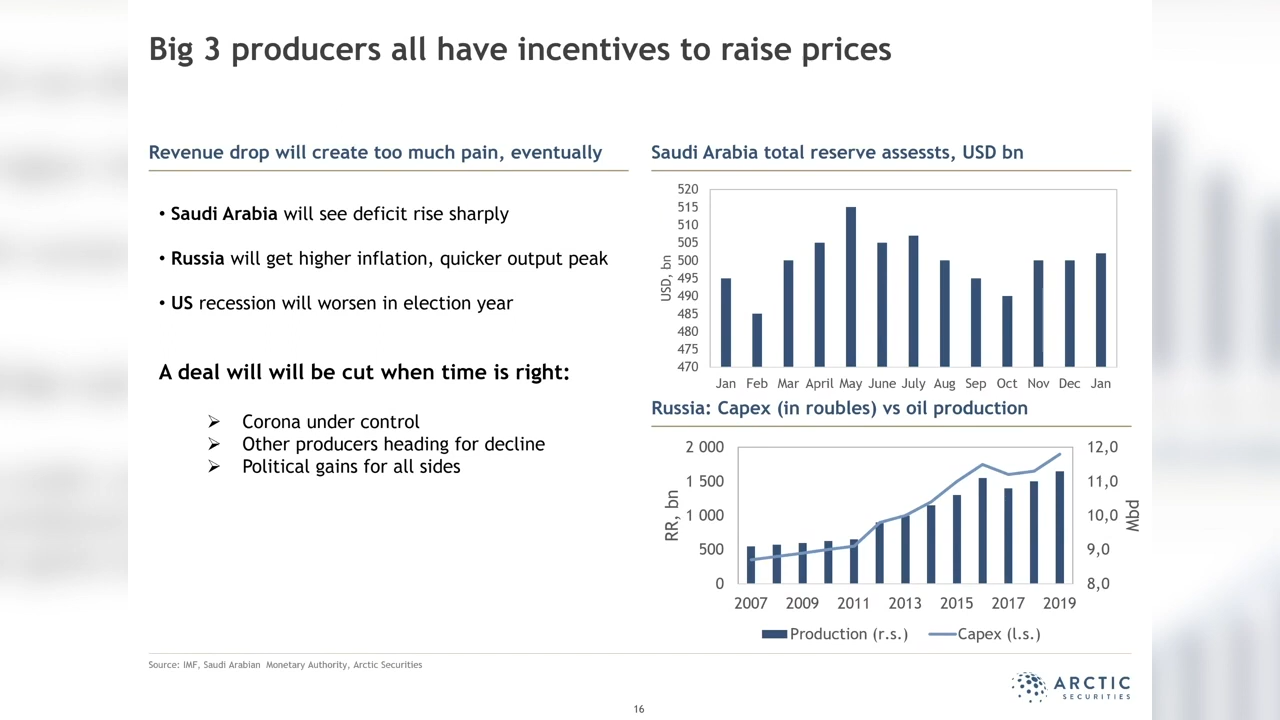 Big 3 producers all have incentives to raise prices
Revenue drop will create too much pain, eventually
• Saudi Arabia will see deficit rise sharply
• Russia will get higher inflation, quicker output peak
• US recession will worsen in election year
A deal will will be cut when time is right:
➢ Corona under control
➢ Other producers heading for decline
➢ Political gains for all sides
Saudi Arabia total reserve assessts, USD bn
USD, bn
520
515
510
505
500
495
490
485
480
475
470
Jan Feb Mar April May June July Aug Sep Oct Nov Dec Jan
Russia: Capex (in roubles) vs oil production
RR, bn
2 000
1 500
1 000
500
0
12,0
11,0
10,0
9,0
8,0
Mbd
2007 2009 2011 2013 2015 2017 2019
Production (r.s.) Capex (l.s.)
Source: IMF, Saudi Arabian Monetary Authority, Arctic Securities
ARCTIC
SECURITIES
16